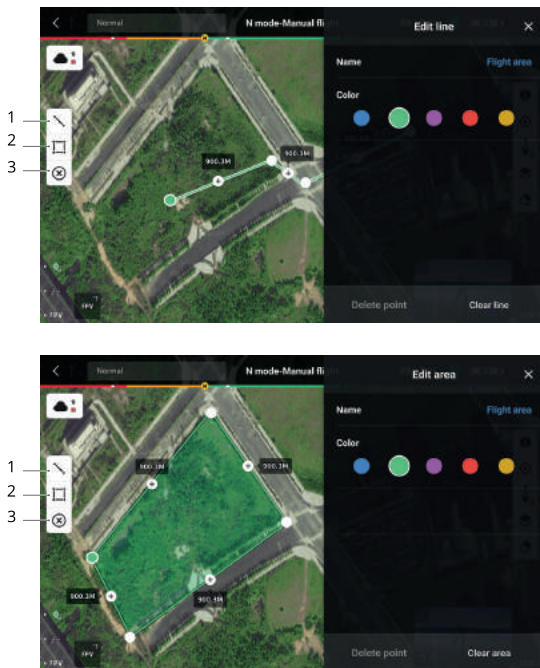 Normal
N mode-Manual fli
Edit line
Name
Flight area
Color
1
2
3
900.3M
900.3M
FPV
Delete point
Clear line
Normal
N mode-Manual fli
Edit area
Name
Flight area
Color
1
2
3
900.3M
900.3M
900.3M
900.3M
FPV
Delete point
Clear area